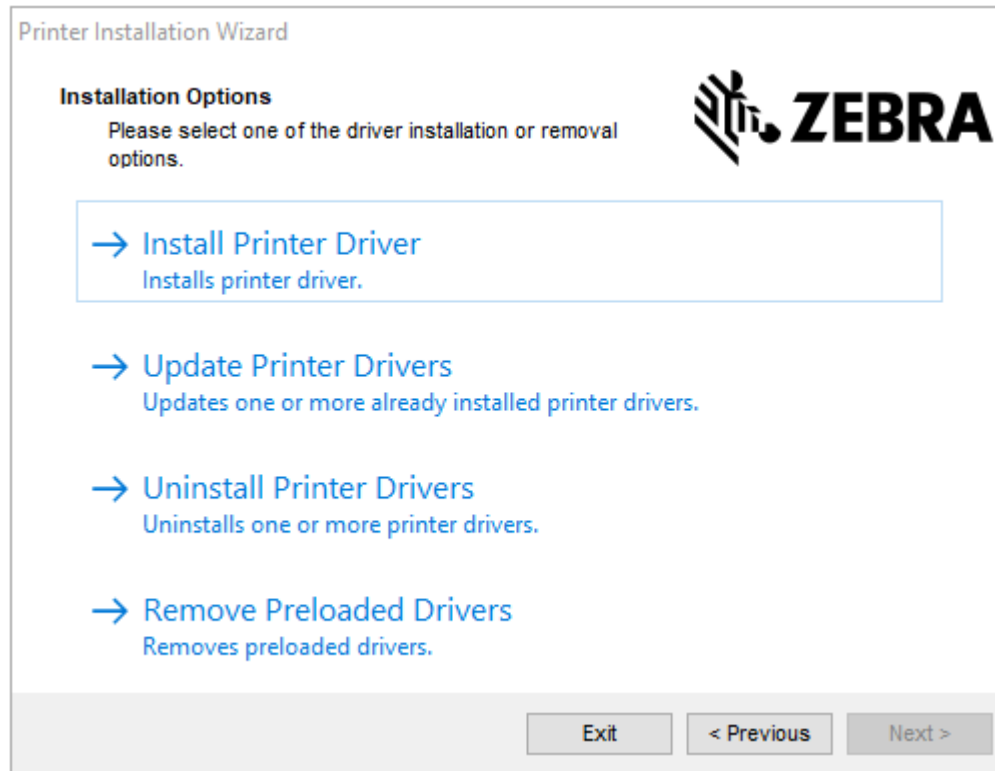 Printer Installation Wizard
Installation Options
Please select one of the driver installation or removal
options.
ZEBRA
Install Printer Driver
Installs printer driver.
Update Printer Drivers
Updates one or more already installed printer drivers.
Uninstall Printer Drivers
Uninstalls one or more printer drivers.
Remove Preloaded Drivers
Removes preloaded drivers.
Exit
< Previous
Next >